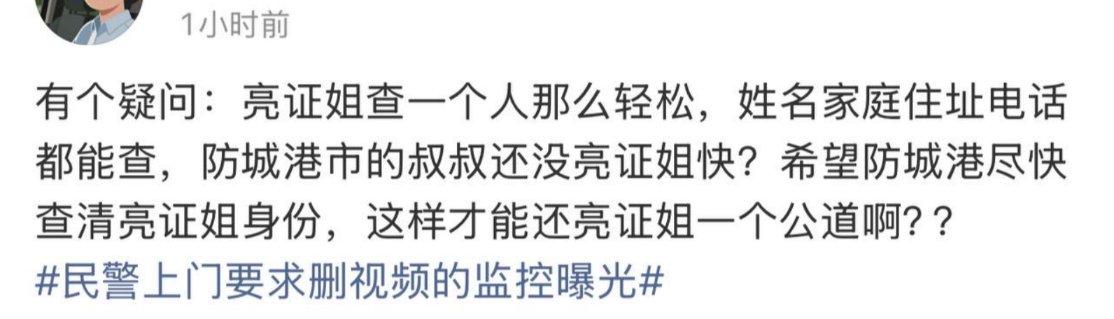 1小时前
有个疑问：亮证姐查一个人那么轻松，姓名家庭住址电话
都能查，防城港市的叔叔还没亮证姐快？希望防城港尽快
查清亮证姐身份，这样才能还亮证姐一个公道啊？？
#民警上门要求删视频的监控曝光#